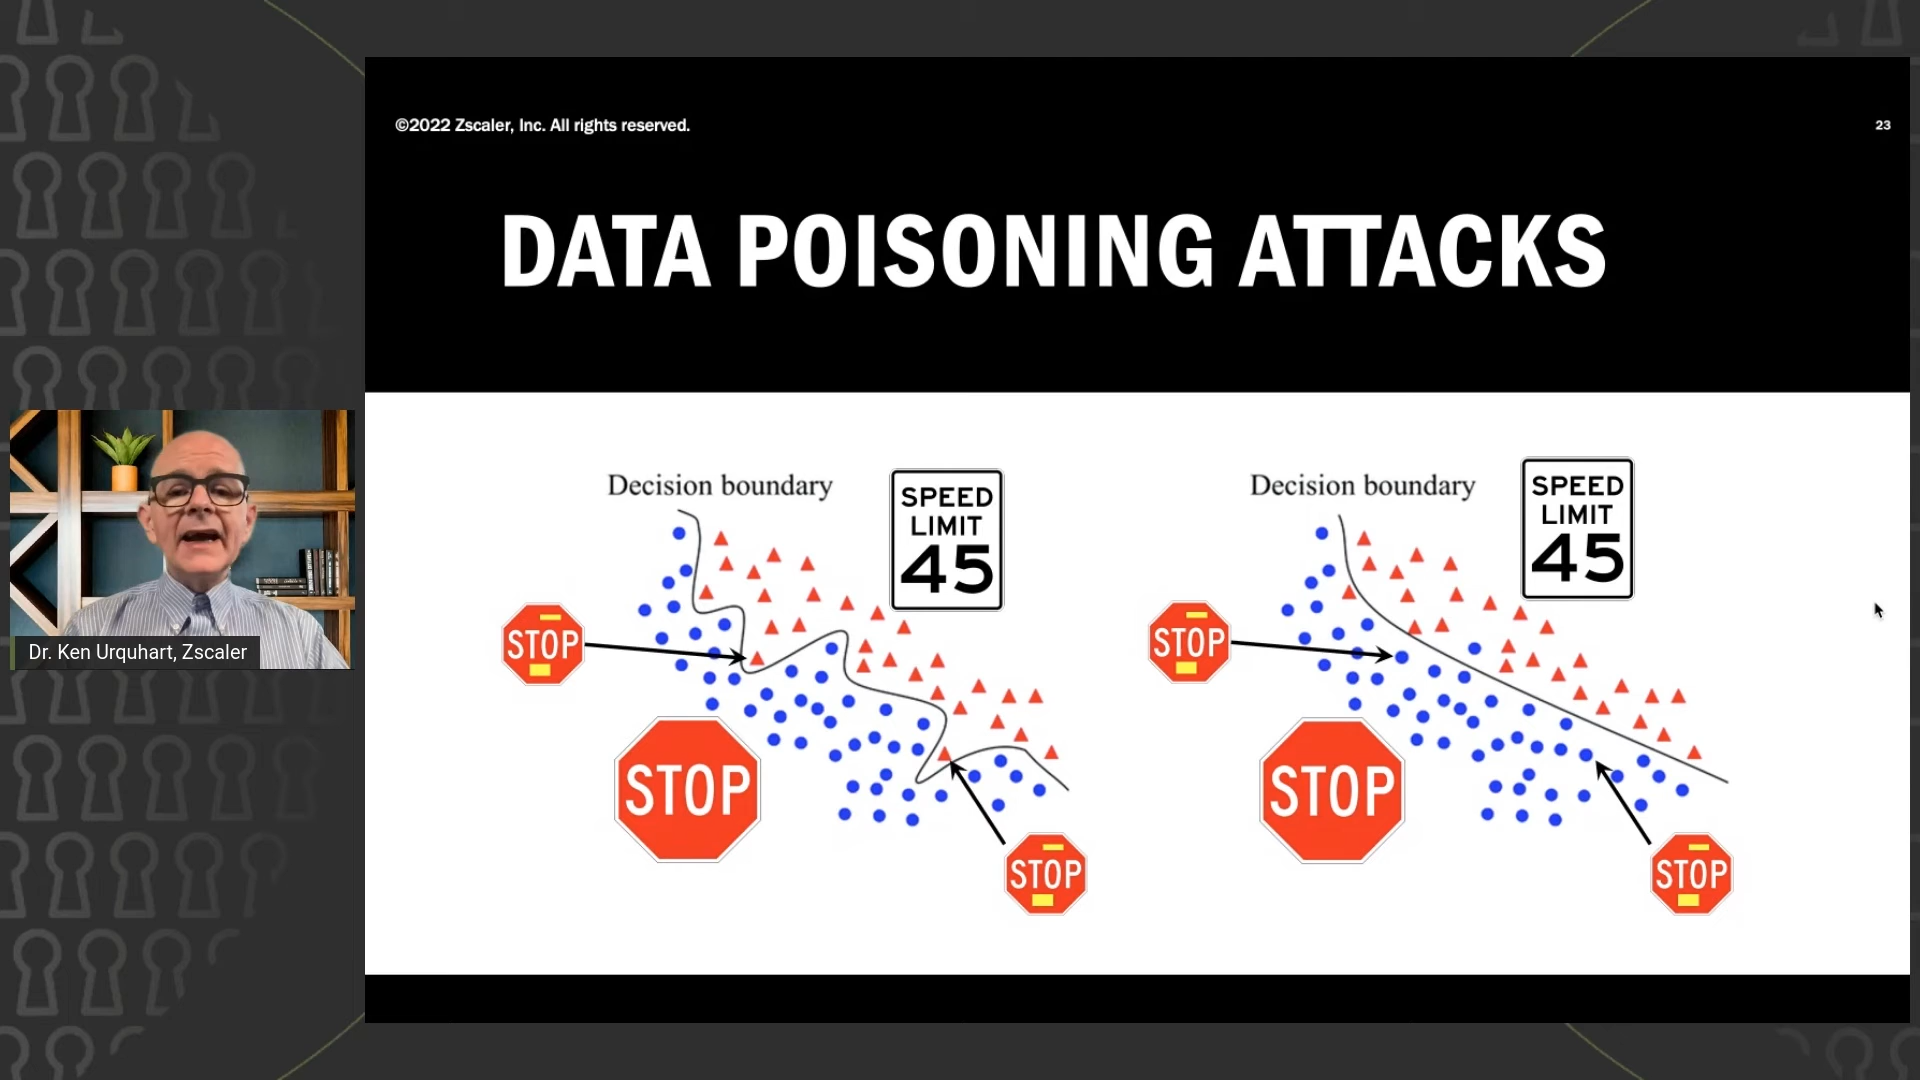 ©2022 Zscaler, Inc. All rights reserved.
23
DATA POISONING ATTACKS
Decision boundary
SPEED
LIMIT
45
STOP
STOP
STOP
Decision boundary
SPEED
LIMIT
45
STOP
STOP
STOP
Dr. Ken Urquhart, Zscaler